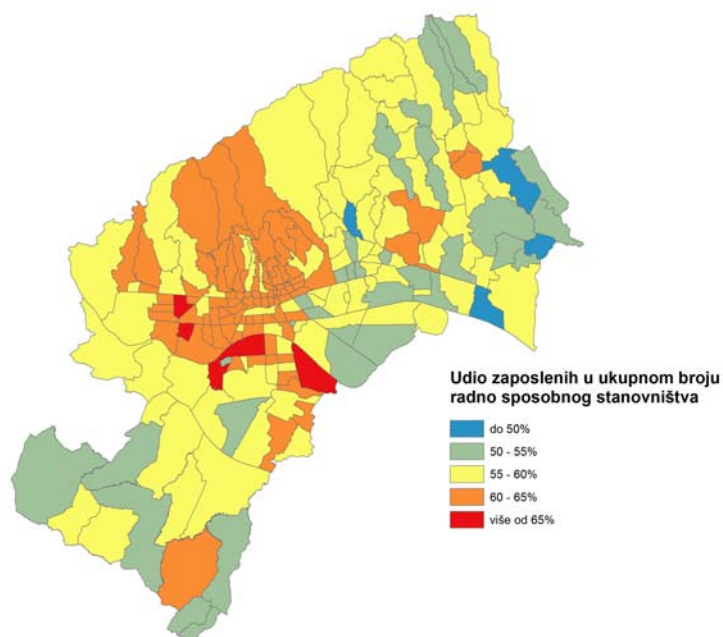 Udio zaposlenih u ukupnom broju
radno sposobnog stanovništva
do 50%
50 - 55%
55 - 60%
60 - 65%
više od 65%